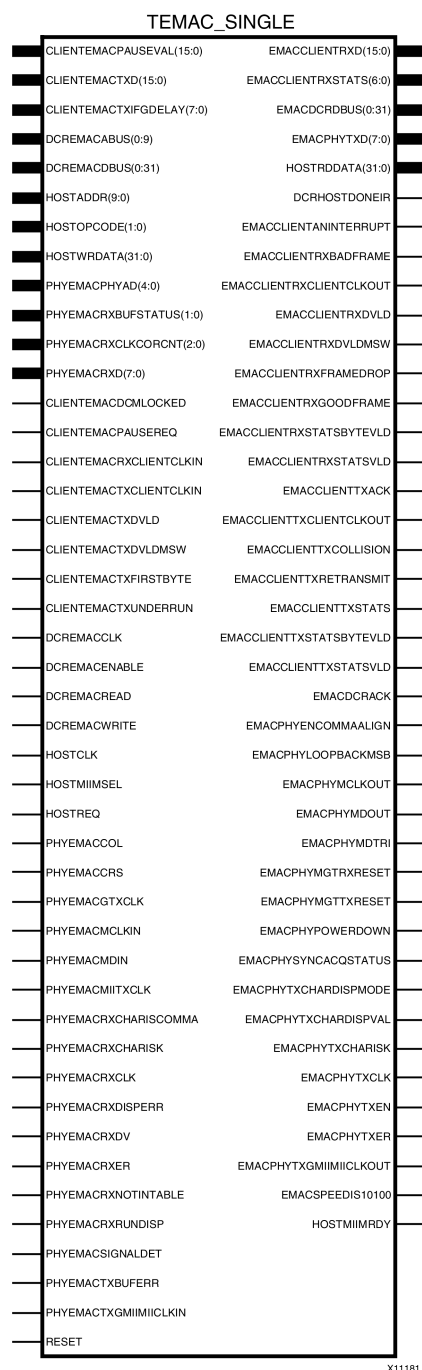 TEMAC_SINGLE
CLIENTEMACPAUSEVAL(15:0) EMACCLIENTRXD(15:0)
CLIENTEMACTXD(15:0) EMACCLIENTRXSTATS(6:0)
CLIENTEMACTXIFGDELAY(7:0) EMACDCRDBUS(0:31)
DCREMACABUS(0:9) EMACPHYTXD(7:0)
DCREMACDBUS(0:31) HOSTRDDATA(31:0)
HOSTADDR(9:0) DCRHOSTDONEIR
HOSTOPCODE(1:0) EMACCLIENTANINTERRUPT
HOSTWRDATA(31:0) EMACCLIENTRXBADFRAME
PHYEMACPHYAD(4:0) EMACCLIENTRXCLIENTCLKOUT
PHYEMACRXBUFSTATUS(1:0) EMACCLIENTRXDVLD
PHYEMACRXCLKCORCNT(2:0) EMACCLIENTRXDVLDMSW
PHYEMACRXD(7:0) EMACCLIENTRXFRAMEDROP
CLIENTEMACDCMLOCKED EMACCLIENTRXGOODFRAME
CLIENTEMACPAUSEREQ EMACCLIENTRXSTATSBYTEVLD
CLIENTEMACRXCLIENTCLKIN EMACCLIENTRXSTATSVLD
CLIENTEMACTXCLIENTCLKIN EMACCLIENTTXACK
CLIENTEMACTXDVLD EMACCLIENTTXCLIENTCLKOUT
CLIENTEMACTXDVLDMSW EMACCLIENTTXCOLLISION
CLIENTEMACTXFIRSTBYTE EMACCLIENTTXRETRANSMIT
CLIENTEMACTXUNDERRUN EMACCLIENTTXSTATS
DCREMACCLK EMACCLIENTTXSTATSBYTEVLD
DCREMACENABLE EMACCLIENTTXSTATSVLD
DCREMACREAD EMACDCRACK
DCREMACWRITE EMACPHYENCOMMAALIGN
HOSTCLK EMACPHYLOOPBACKMSB
HOSTMIIMSEL EMACPHYMCLKOUT
HOSTREQ EMACPHYMDOUT
PHYEMACCOL EMACPHYMDTRI
PHYEMACCRS EMACPHYMGTRXRESET
PHYEMACGTXCLK EMACPHYMGTTXRESET
PHYEMACMCLKIN EMACPHYPOWERDOWN
PHYEMACMDIN EMACPHYSYNCACQSTATUS
PHYEMACMIITXCLK EMACPHYTXCHARDISPMODE
PHYEMACRXCHARISCOMMA EMACPHYTXCHARDISPVAL
PHYEMACRXCHARISK EMACPHYTXCHARISK
PHYEMACRXCLK EMACPHYTXCLK
PHYEMACRXDISPERR EMACPHYTXEN
PHYEMACRXDV EMACPHYTXER
PHYEMACRXER EMACPHYTXGMIIMIICLKOUT
PHYEMACRXNOTINTABLE EMACSPEEDIS10100
PHYEMACRXRUNDISP HOSTMIIMRDY
PHYEMACSIGNALDET
PHYEMACTXBUFERR
PHYEMACTXGMIIMIICLKIN
RESET
X11181